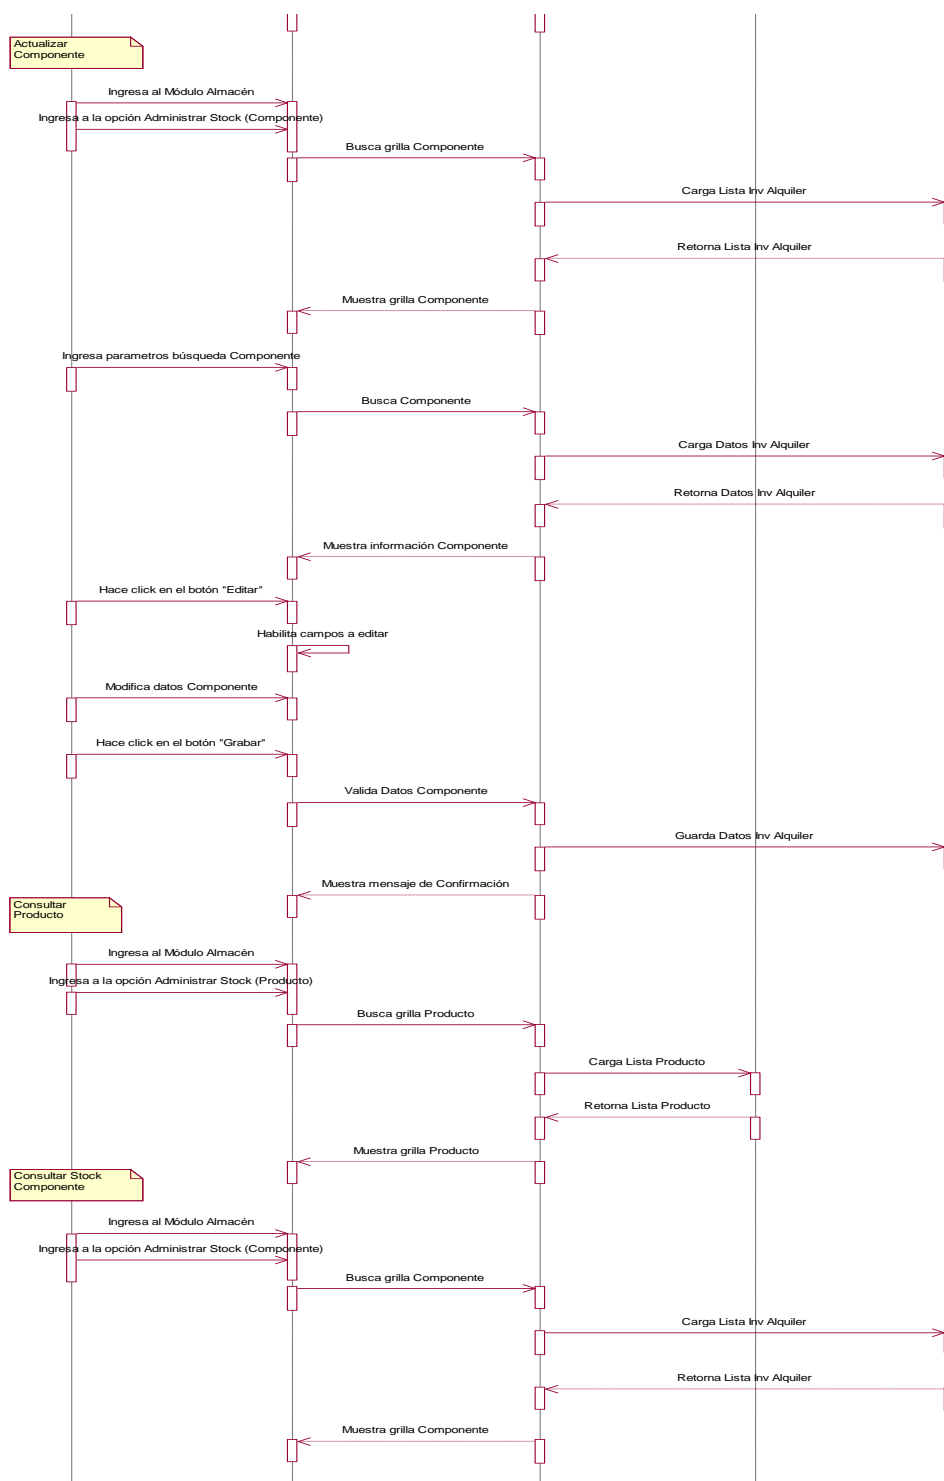 Actualizar
Componente
Ingresa al Módulo Almacén
Ingresa a la opción Administrar Stock (Componente)
Busca grilla Componente
Carga Lista Inv Alquiler
Retorna Lista Inv Alquiler
Muestra grilla Componente
Ingresa parametros búsqueda Componente
Busca Componente
Carga Datos Inv Alquiler
Retorna Datos Inv Alquiler
Muestra información Componente
Hace click en el botón "Editar"
Habilita campos a editar
Modifica datos Componente
Hace click en el botón "Grabar"
Valida Datos Componente
Guarda Datos Inv Alquiler
Muestra mensaje de Confirmación
Consultar
Producto
Ingresa al Módulo Almacén
Ingresa a la opción Administrar Stock (Producto)
Busca grilla Producto
Carga Lista Producto
Retorna Lista Producto
Muestra grilla Producto
Consultar Stock
Componente
Ingresa al Módulo Almacén
Ingresa a la opción Administrar Stock (Componente)
Busca grilla Componente
Carga Lista Inv Alquiler
Retorna Lista Inv Alquiler
Muestra grilla Componente